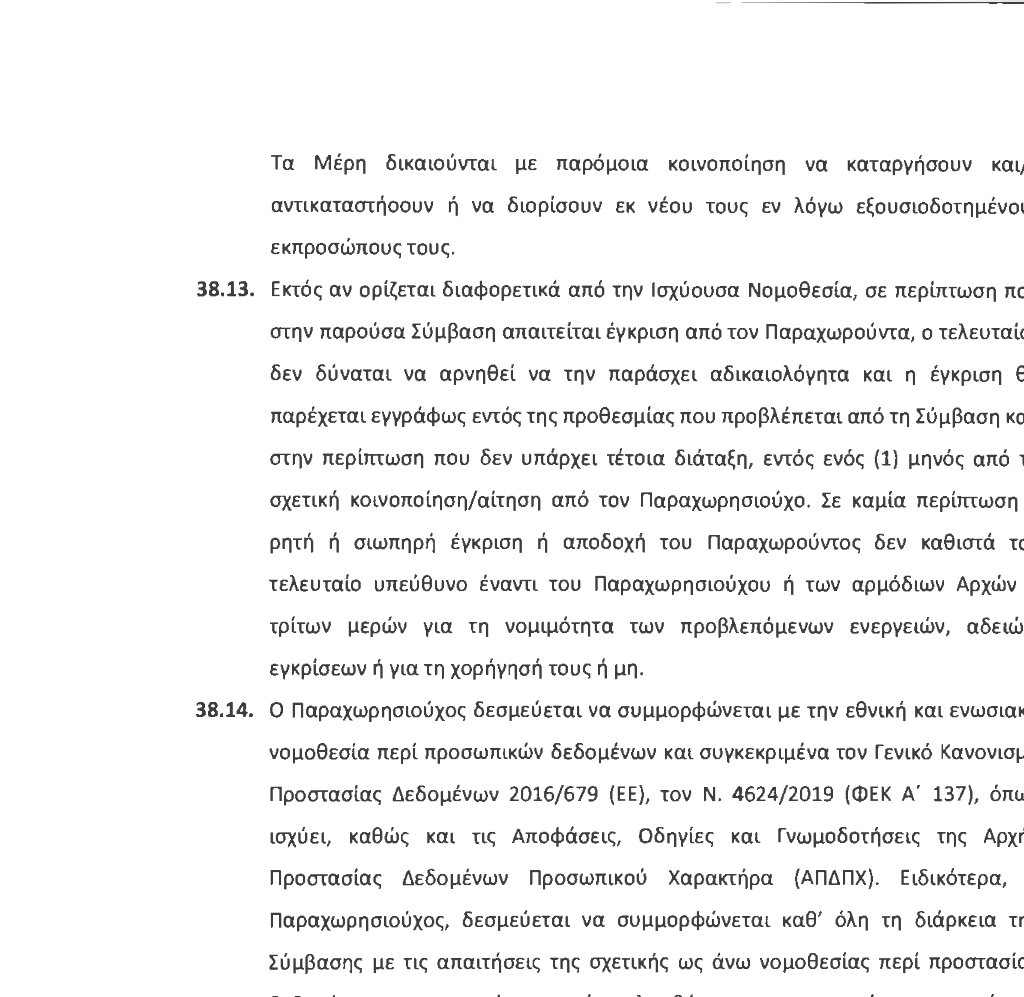 Τα Μέρη δικαιούνται με παρόμοια κοινοποίηση να καταργήσουν και/
αντικαταστήσουν ή να διορίσουν εκ νέου τους εν λόγω εξουσιοδοτημένου
εκπροσώπους τους.
38.13. Εκτός αν ορίζεται διαφορετικά από την Ισχύουσα Νομοθεσία, σε περίπτωση πο
στην παρούσα Σύμβαση απαιτείται έγκριση από τον Παραχωρούντα, ο τελευταίο
δεν δύναται να αρνηθεί να την παράσχει αδικαιολόγητα και η έγκριση θ
παρέχεται εγγράφως εντός της προθεσμίας που προβλέπεται από τη Σύμβαση κα
στην περίπτωση που δεν υπάρχει τέτοια διάταξη, εντός ενός (1) μηνός από τ
σχετική κοινοποίηση/αίτηση από τον Παραχωρησιούχο. Σε καμία περίπτωση
ρητή ή σιωπηρή έγκριση ή αποδοχή του Παραχωρούντος δεν καθιστά το
τελευταίο υπεύθυνο έναντι του Παραχωρησιούχου ή των αρμόδιων Αρχών
τρίτων μερών για τη νομιμότητα των προβλεπόμενων ενεργειών, αδειώ
εγκρίσεων ή για τη χορήγησή τους ή μη.
38.14. Ο Παραχωρησιούχος δεσμεύεται να συμμορφώνεται με την εθνική και ενωσιακ
νομοθεσία περί προσωπικών δεδομένων και συγκεκριμένα τον Γενικό Κανονισμ
Προστασίας Δεδομένων 2016/679 (ΕΕ), τον Ν. 4624/2019 (ΦΕΚ Α΄ 137), όπω
ισχύει, καθώς και τις Αποφάσεις, Οδηγίες και Γνωμοδοτήσεις της Αρχή
Προστασίας Δεδομένων Προσωπικού Χαρακτήρα (ΑΠΔΠΧ). Ειδικότερα,
Παραχωρησιούχος, δεσμεύεται να συμμορφώνεται καθ’ όλη τη διάρκεια τη
Σύμβασης με τις απαιτήσεις της σχετικής ως άνω νομοθεσίας περί προστασία